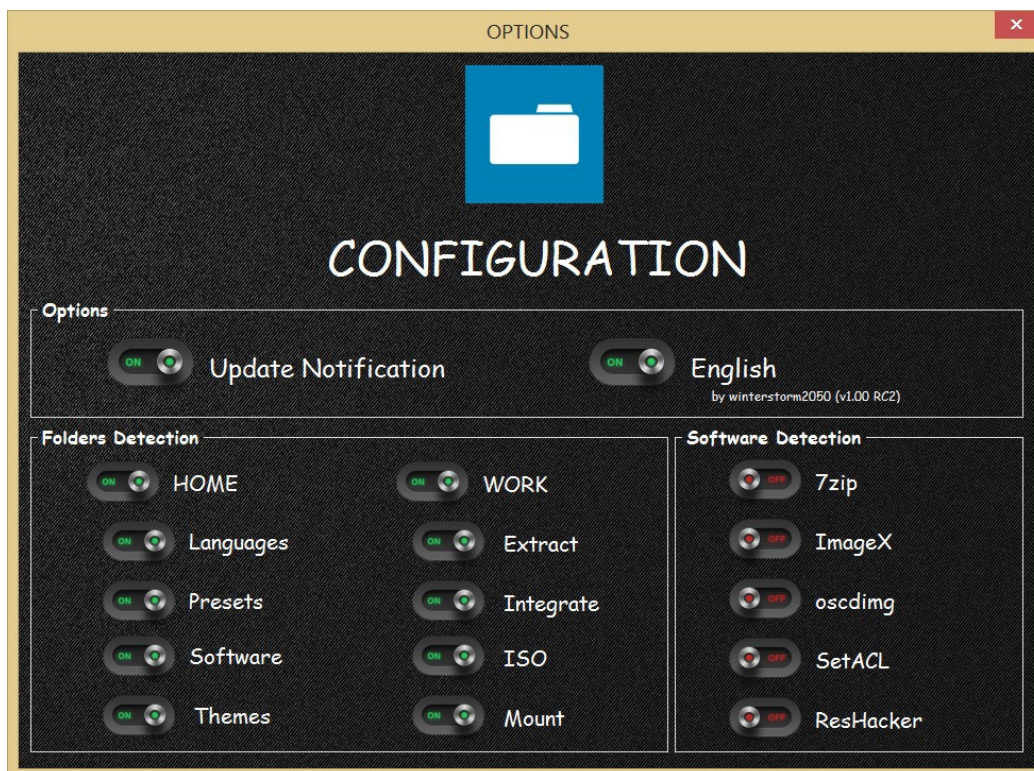 OPTIONS
CONFIGURATION
Options
ON Update Notification ON English
by winterstorm2050 (v1.00 RC2)
Folders Detection
ON HOME ON WORK
ON Languages ON Extract
ON Presets ON Integrate
ON Software ON ISO
ON Themes ON Mount
Software Detection
OFF 7zip
OFF ImageX
OFF oscdimg
OFF SetACL
OFF ResHacker